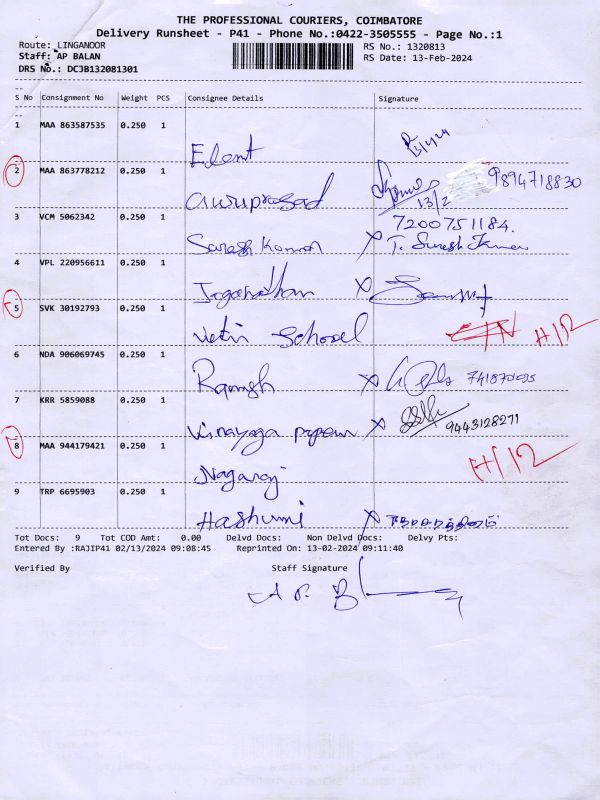 THE PROFESSIONAL COURIERS, COIMBATORE
Delivery Runsheet - P41 - Phone No.:0422-3505555 - Page No.:1
Route: LINGANOOR RS No.: 1320813
Staff: AP BALAN RS Date: 13-Feb-2024
DRS No.: DCJB132081301
S No Consignment No Weight PCS Consignee Details Signature
1 MAA 863587535 0.250 1
13/2/24
2 MAA 863778212 0.250 1 9894718830
Guruprasad 13/2
3 VCM 5062342 0.250 1 7200751184.
Suresh Kumar X T. Suresh Kumar
4 VPL 220956611 0.250 1
Jaganathan X
5 SVK 30192793 0.250 1
School H/12
6 NDA 906069745 0.250 1
Ramesh X
7 KRR 5859088 0.250 1
Vinayaga X 9443128271
8 MAA 944179421 0.250 1 H/12
Nagaraj
9 TRP 6695903 0.250 1
Hashumi X
Tot Docs: 9 Tot COD Amt: 0.00 Delvd Docs: Non Delvd Docs: Delvy Pts:
Entered By :RAJIP41 02/13/2024 09:08:45 Reprinted On: 13-02-2024 09:11:40
Verified By Staff Signature